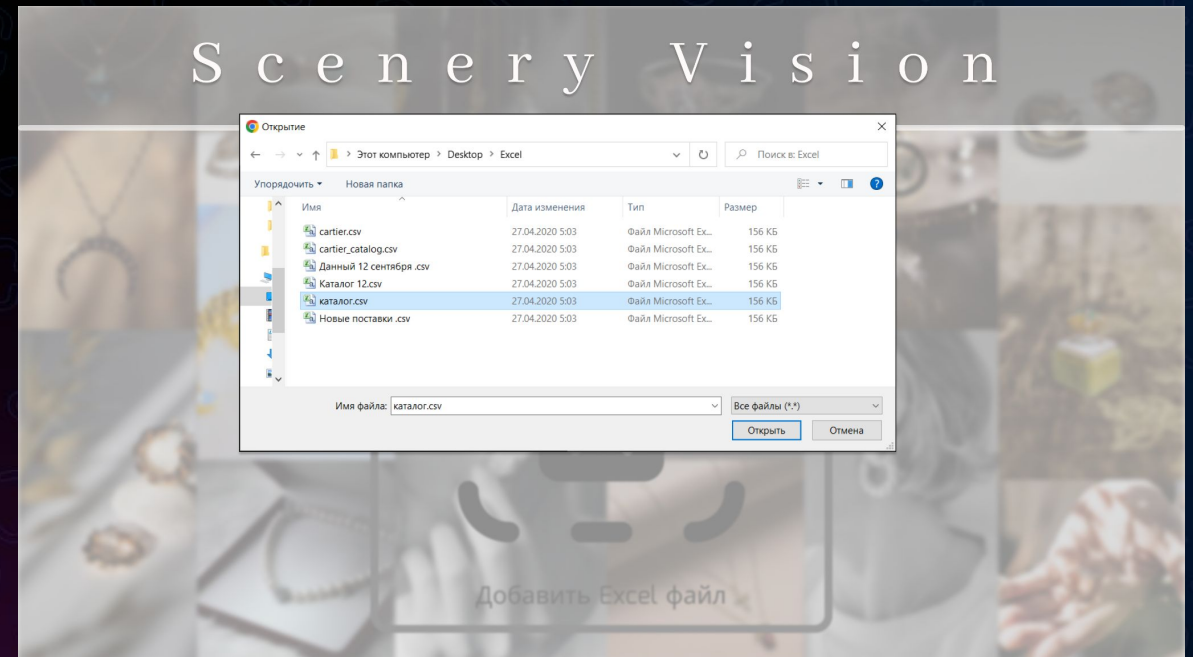 Scenery Vision
Открытие
Этот компьютер > Desktop > Excel
Поиск в: Excel
Упорядочить Новая папка
Имя Дата изменения Тип Размер
cartier.csv 27.04.2020 5:03 Файл Microsoft Ex... 156 КБ
cartier_catalog.csv 27.04.2020 5:03 Файл Microsoft Ex... 156 КБ
Данный 12 сентября .csv 27.04.2020 5:03 Файл Microsoft Ex... 156 КБ
Каталог 12.csv 27.04.2020 5:03 Файл Microsoft Ex... 156 КБ
каталог.csv 27.04.2020 5:03 Файл Microsoft Ex... 156 КБ
Новые поставки .csv 27.04.2020 5:03 Файл Microsoft Ex... 156 КБ
Имя файла: каталог.csv Все файлы (*.*)
Открыть Отмена
Добавить Excel файл